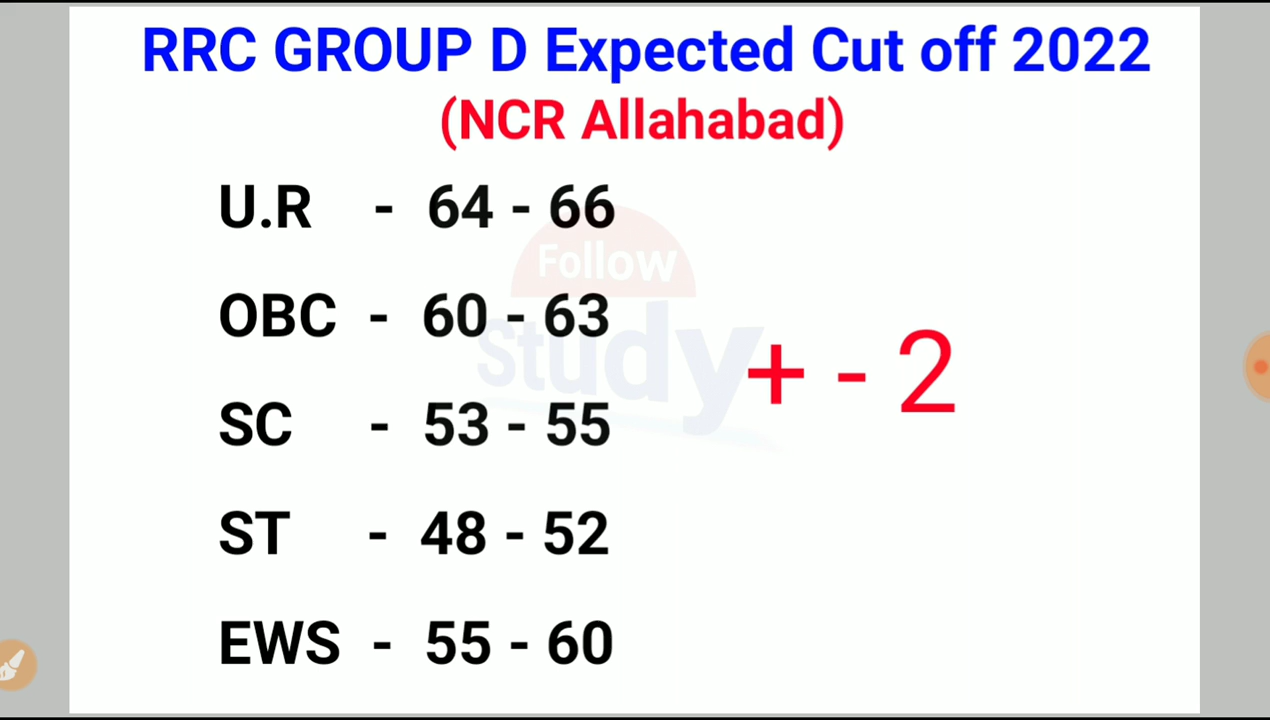 RRC GROUP D Expected Cut off 2022
(NCR Allahabad)
U.R - 64 - 66
OBC - 60 - 63
SC - 53 - 55
ST - 48 - 52
EWS - 55 - 60
+ - 2
Follow
Study